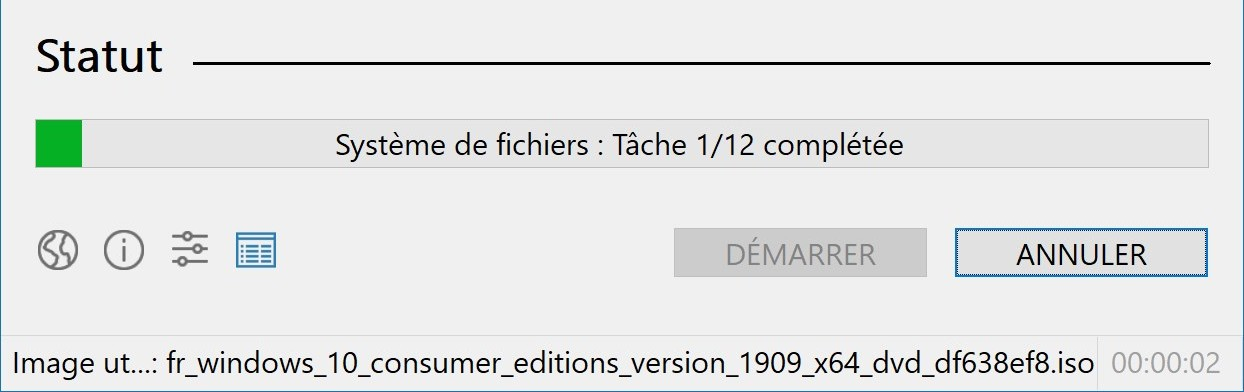 Statut
Système de fichiers : Tâche 1/12 complétée
DÉMARRER ANNULER
Image ut...: fr_windows_10_consumer_editions_version_1909_x64_dvd_df638ef8.iso 00:00:02